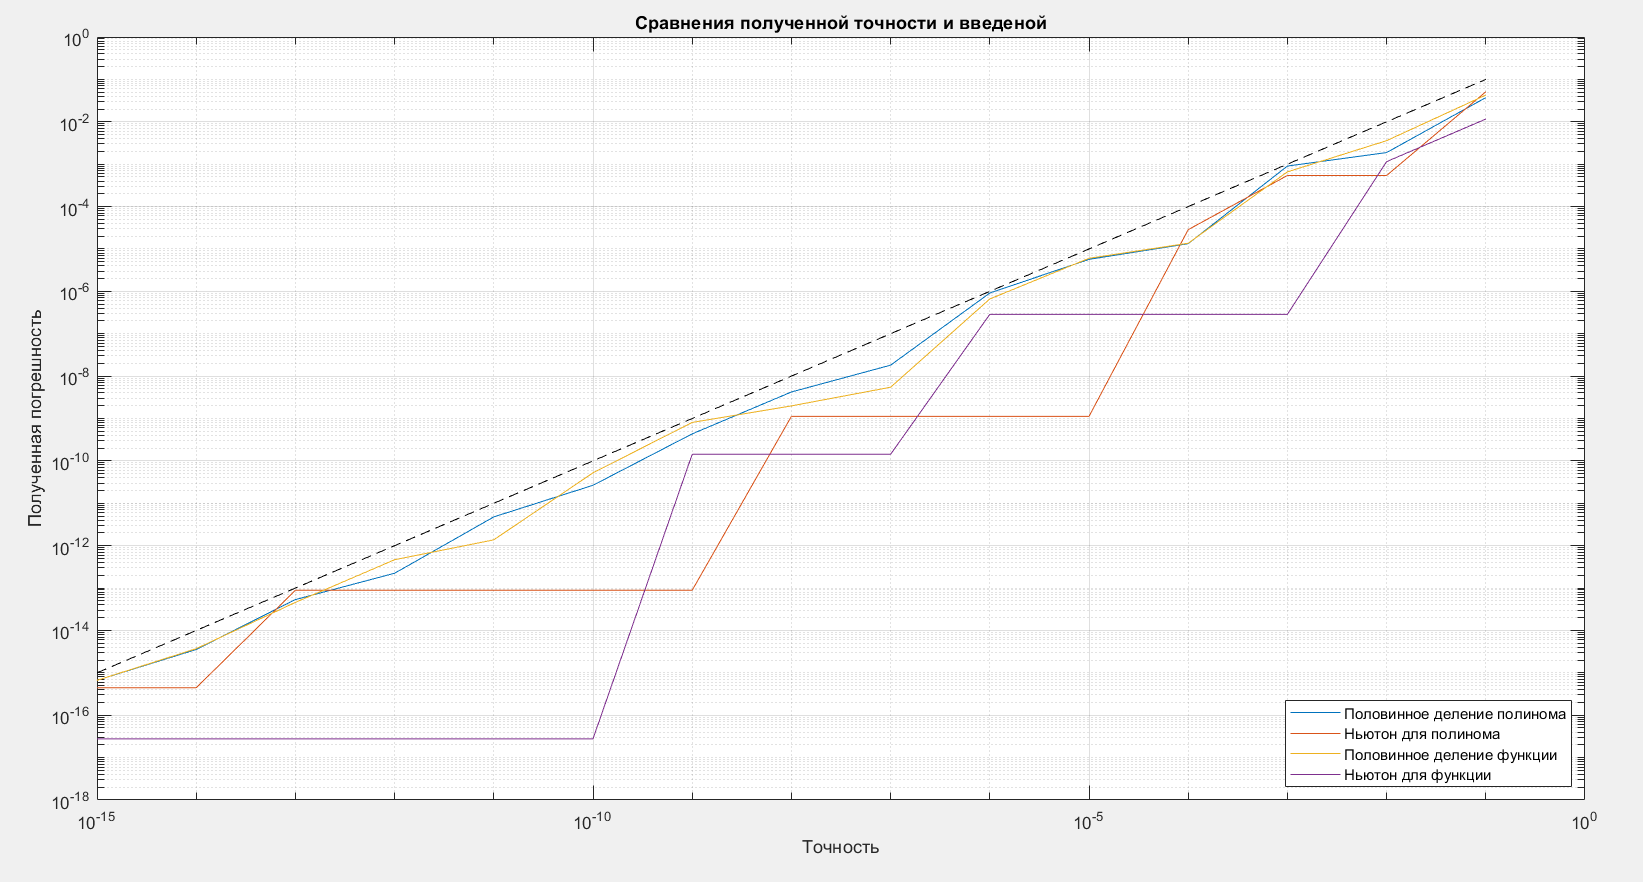 Сравнения полученной точности и введеной
10^0
10^-2
10^-4
10^-6
10^-8
10^-10
10^-12
10^-14
10^-16
10^-18
Полученная погрешность
10^-15
10^-10
10^-5
10^0
Точность
Половинное деление полинома
Ньютон для полинома
Половинное деление функции
Ньютон для функции